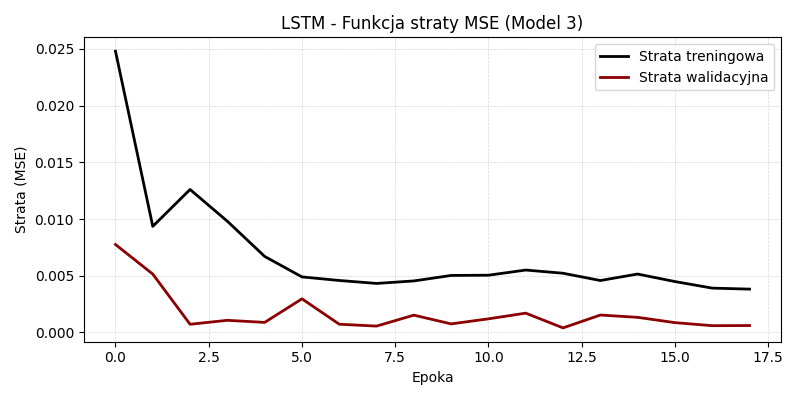 LSTM - Funkcja straty MSE (Model 3)
Strata treningowa
Strata walidacyjna
Strata (MSE)
0.025
0.020
0.015
0.010
0.005
0.000
0.0 2.5 5.0 7.5 10.0 12.5 15.0 17.5
Epoka